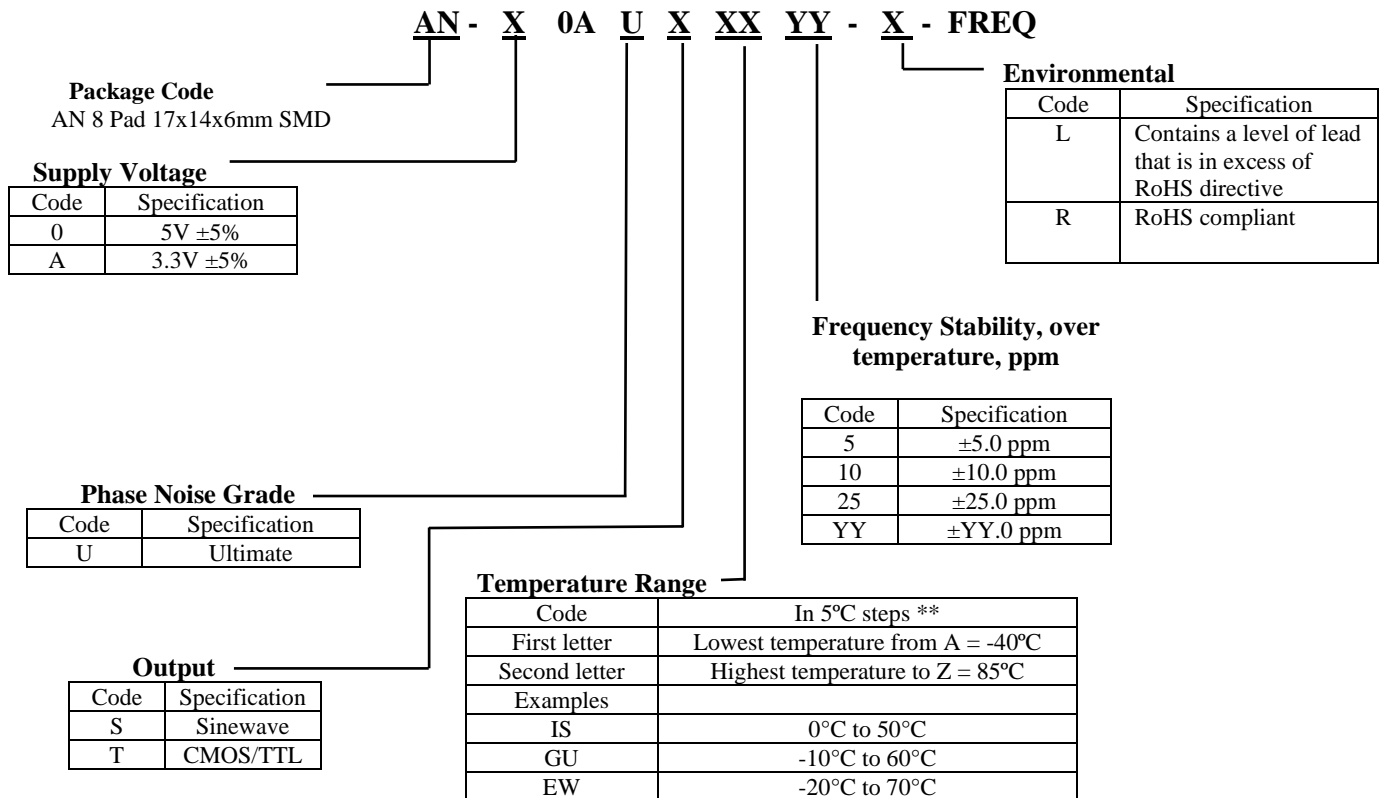 AN - X 0A U X XX YY - X - FREQ
Package Code
AN 8 Pad 17x14x6mm SMD
Supply Voltage
Code Specification
0 5V ±5%
A 3.3V ±5%
Environmental
Code Specification
L Contains a level of lead
that is in excess of
RoHS directive
R RoHS compliant
Frequency Stability, over
temperature, ppm
Code Specification
5 ±5.0 ppm
10 ±10.0 ppm
25 ±25.0 ppm
YY ±YY.0 ppm
Phase Noise Grade
Code Specification
U Ultimate
Temperature Range
Code In 5ºC steps **
First letter Lowest temperature from A = -40ºC
Second letter Highest temperature to Z = 85ºC
Examples
IS 0°C to 50°C
GU -10°C to 60°C
EW -20°C to 70°C
Output
Code Specification
S Sinewave
T CMOS/TTL